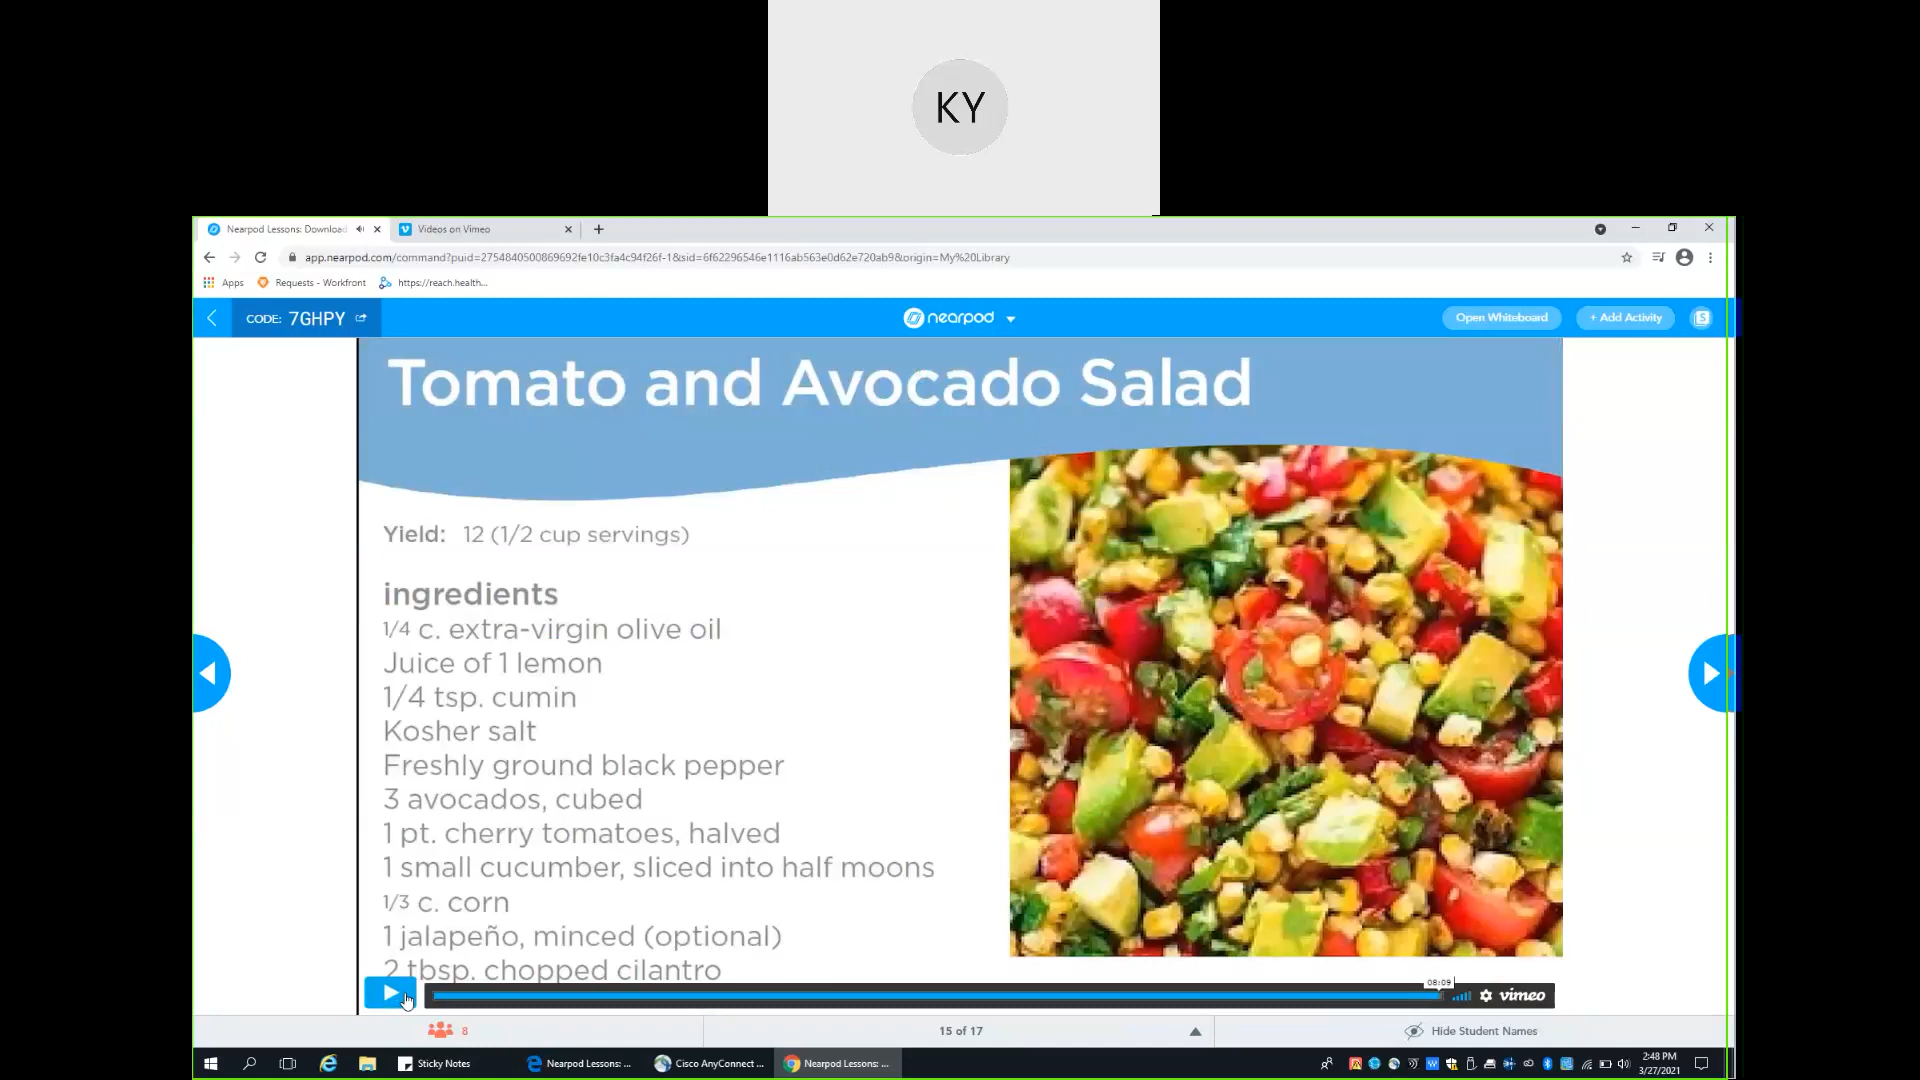 KY
Nearpod Lessons: Download
Videos on Vimeo
app.nearpod.com/command?puid=2754840500869692fe10c3fa4c94f26f-1&sid=6f62296546e1116ab563e0d62e720ab9&origin=My%20Library
Apps
Requests - Workfront
https://reach.health...
CODE: 7GHPY
nearpod
Open Whiteboard
+ Add Activity
S
Tomato and Avocado Salad
Yield: 12 (1/2 cup servings)
ingredients
1/4 c. extra-virgin olive oil
Juice of 1 lemon
1/4 tsp. cumin
Kosher salt
Freshly ground black pepper
3 avocados, cubed
1 pt. cherry tomatoes, halved
1 small cucumber, sliced into half moons
1/3 c. corn
1 jalapeño, minced (optional)
2 tbsp. chopped cilantro
08:09
vimeo
8
15 of 17
Hide Student Names
Sticky Notes
Nearpod Lessons: ...
Cisco AnyConnect ...
Nearpod Lessons: ...
2:48 PM
3/27/2021